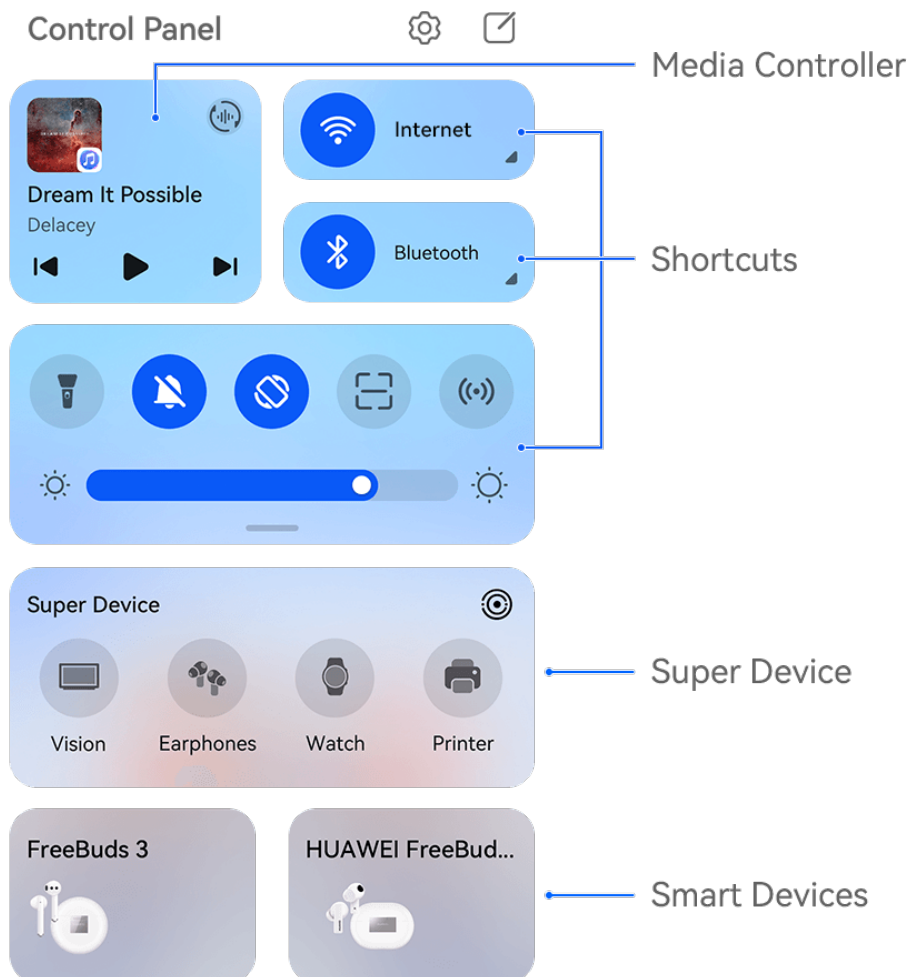 Control Panel
Media Controller
Internet
Dream It Possible
Delacey
Bluetooth
Shortcuts
Super Device
Vision
Earphones
Watch
Printer
Super Device
FreeBuds 3
HUAWEI FreeBud...
Smart Devices